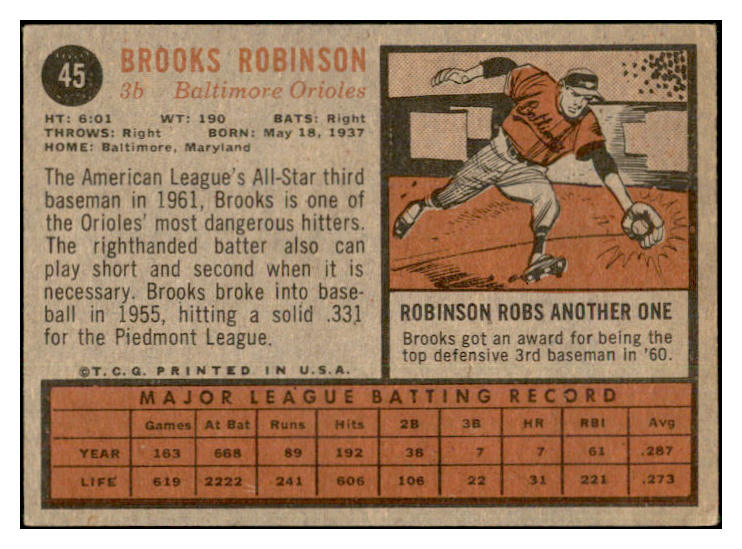 45
BROOKS ROBINSON
3b Baltimore Orioles
HT: 6:01 WT: 190 BATS: Right
THROWS: Right BORN: May 18, 1937
HOME: Baltimore, Maryland
The American League's All-Star third
baseman in 1961, Brooks is one of
the Orioles' most dangerous hitters.
The righthanded batter also can
play short and second when it is
necessary. Brooks broke into base-
ball in 1955, hitting a solid .331
for the Piedmont League.
©T.C.G. PRINTED IN U.S.A.
ROBINSON ROBS ANOTHER ONE
Brooks got an award for being the
top defensive 3rd baseman in '60.
MAJOR LEAGUE BATTING RECORD
Games At Bat Runs Hits 2B 3B HR RBI Avg
YEAR 163 668 89 192 38 7 7 61 .287
LIFE 619 2222 241 606 106 22 31 221 .273